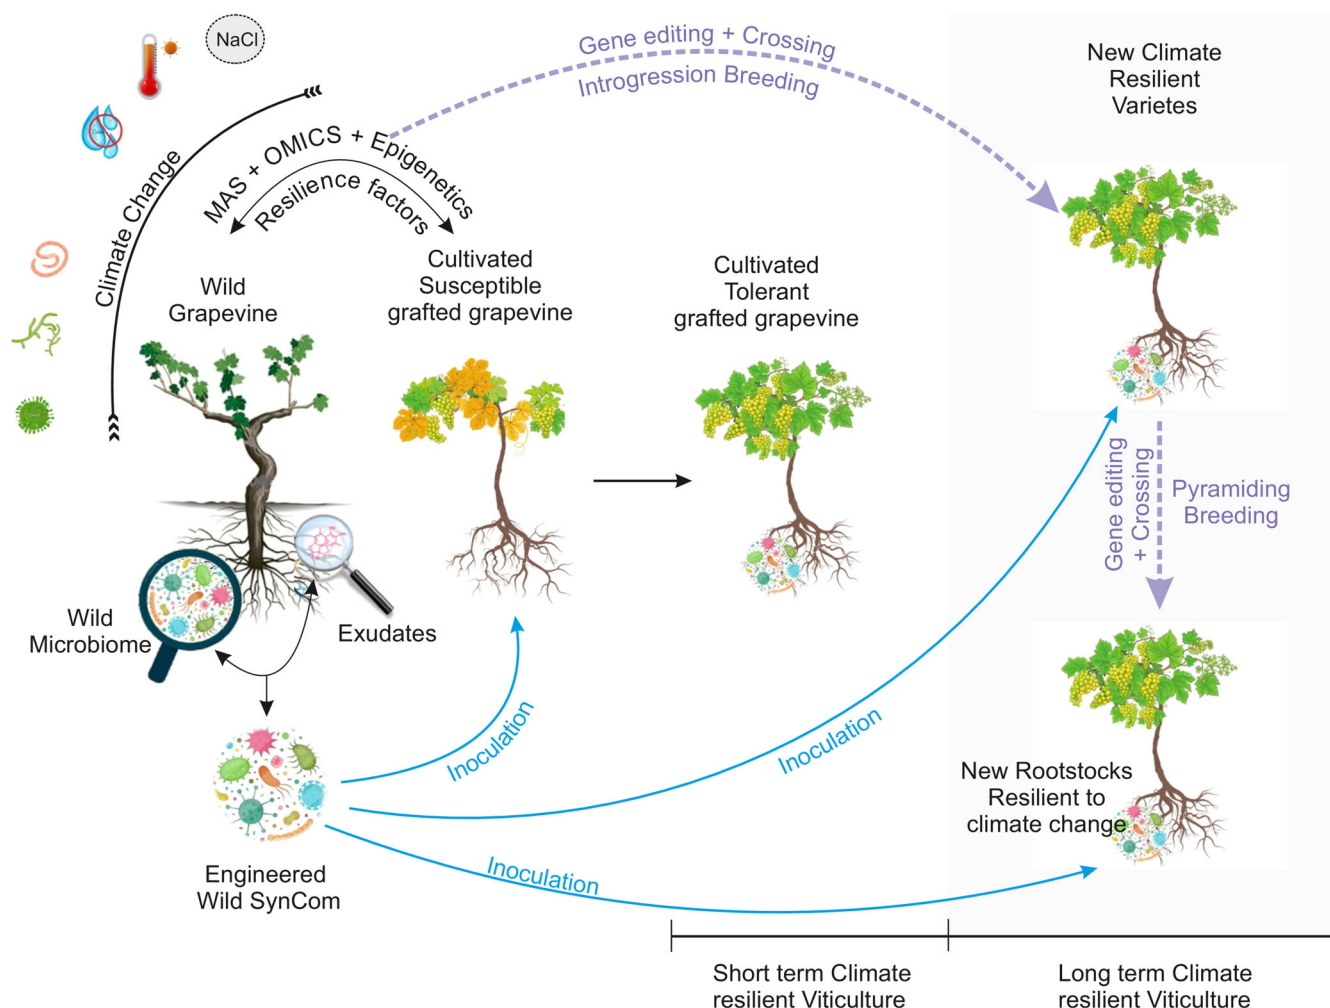 NaCl
Climate Change
MAS + OMICS + Epigenetics
Resilience factors
Gene editing + Crossing
Introgression Breeding
New Climate
Resilient
Varietes
Wild
Grapevine
Cultivated
Susceptible
grafted grapevine
Cultivated
Tolerant
grafted grapevine
Gene editing
+ Crossing
Pyramiding
Breeding
Wild
Microbiome
Exudates
Inoculation
Inoculation
Inoculation
New Rootstocks
Resilient to
climate change
Engineered
Wild SynCom
Short term Climate
resilient Viticulture
Long term Climate
resilient Viticulture